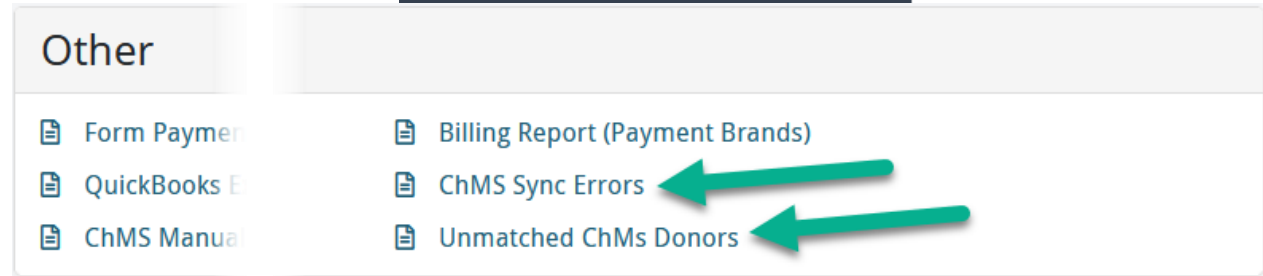 Other
Form Paymen
QuickBooks E
ChMS Manual
Billing Report (Payment Brands)
ChMS Sync Errors
Unmatched ChMs Donors